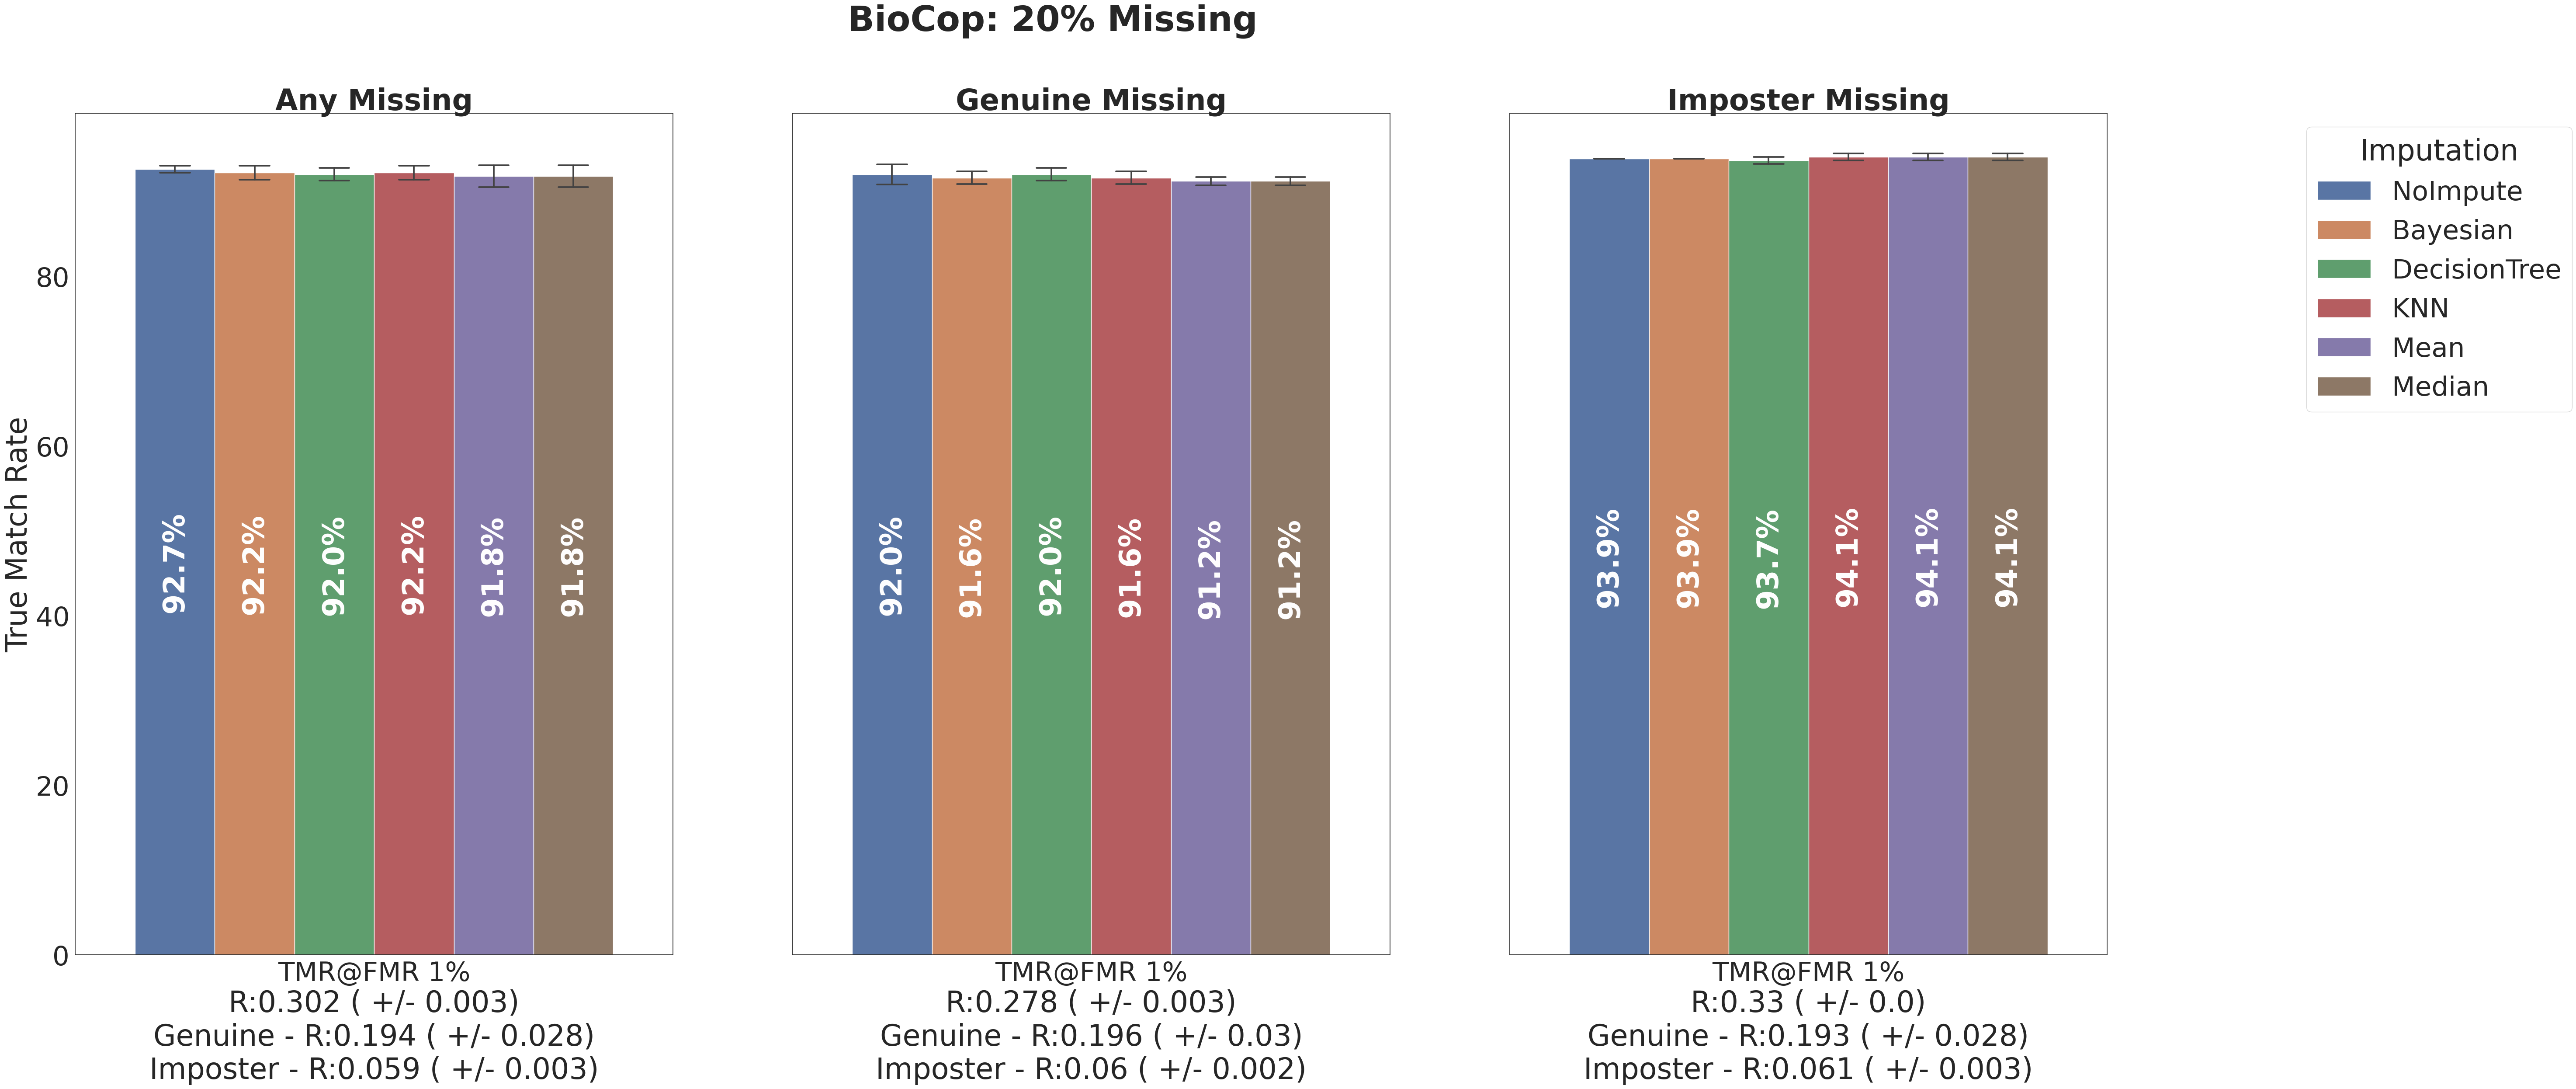 BioCop: 20% Missing
Any Missing
Genuine Missing
Imposter Missing
True Match Rate
80
60
40
20
0
92.7%
92.2%
92.0%
92.2%
91.8%
91.8%
92.0%
91.6%
92.0%
91.6%
91.2%
91.2%
93.9%
93.9%
93.7%
94.1%
94.1%
94.1%
TMR@FMR 1%
R:0.302 ( +/- 0.003)
Genuine - R:0.194 ( +/- 0.028)
Imposter - R:0.059 ( +/- 0.003)
TMR@FMR 1%
R:0.278 ( +/- 0.003)
Genuine - R:0.196 ( +/- 0.03)
Imposter - R:0.06 ( +/- 0.002)
TMR@FMR 1%
R:0.33 ( +/- 0.0)
Genuine - R:0.193 ( +/- 0.028)
Imposter - R:0.061 ( +/- 0.003)
Imputation
NoImpute
Bayesian
DecisionTree
KNN
Mean
Median